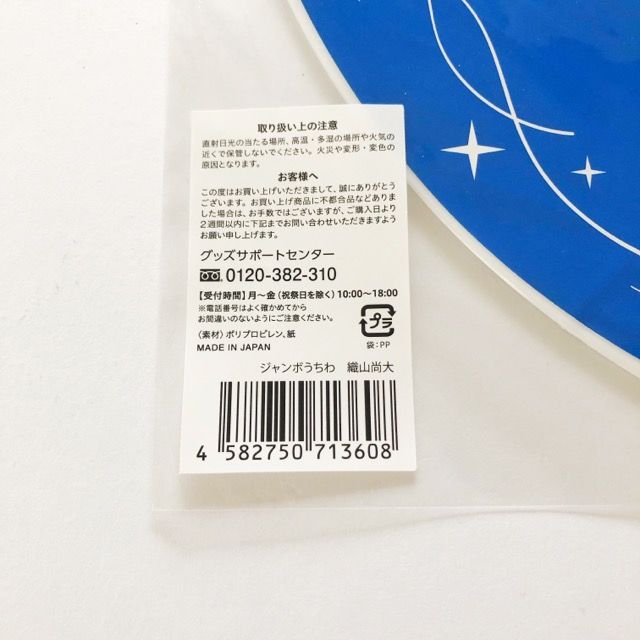 取り扱い上の注意
直射日光の当たる場所、高温・多湿の場所や火気の
近くで保管しないでください。火災や変形・変色の
原因となります。
お客様へ
この度はお買い上げいただきまして、誠にありがとう
ございます。お買い上げ商品に不都合品などありま
した場合は、お手数ではございますが、ご購入日より
2週間以内に下記までお問い合わせいただきますよう
お願い申し上げます。
グッズサポートセンター
0120-382-310
【受付時間】月〜金（祝祭日を除く）10:00〜18:00
※電話番号はよく確かめてから
お間違いのないようにご注意ください。
〈素材〉ポリプロピレン、紙
MADE IN JAPAN
プラ
袋:PP
ジャンボうちわ 織山尚大
4 582750 713608